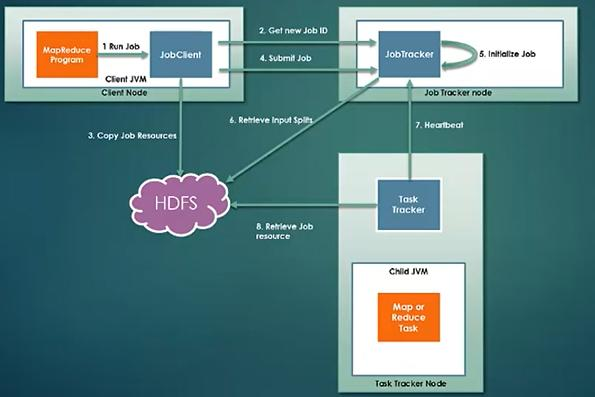 MapReduce
Program
1 Run Job
JobClient
Client JVM
Client Node
2. Get new Job ID
4. Submit Job
JobTracker
5. Initialize Job
Job Tracker node
3. Copy Job Resources
6. Retrieve Input Splits
7. Heartbeat
HDFS
8. Retrieve Job
resource
Task
Tracker
Child JVM
Map or
Reduce
Task
Task Tracker Node